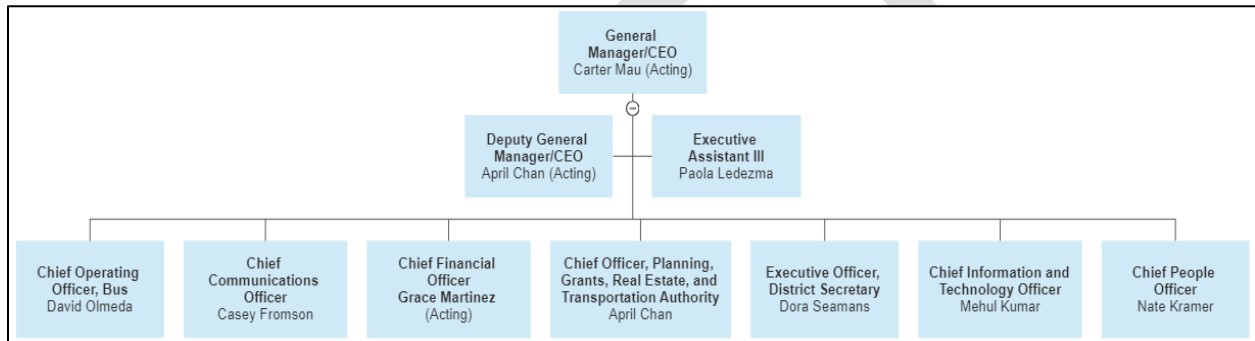 General
Manager/CEO
Carter Mau (Acting)
Deputy General
Manager/CEO
April Chan (Acting)
Executive
Assistant III
Paola Ledezma
Chief Operating
Officer, Bus
David Olmeda
Chief
Communications
Officer
Casey Fromson
Chief Financial
Officer
Grace Martinez
(Acting)
Chief Officer, Planning,
Grants, Real Estate, and
Transportation Authority
April Chan
Executive Officer,
District Secretary
Dora Seamans
Chief Information and
Technology Officer
Mehul Kumar
Chief People
Officer
Nate Kramer